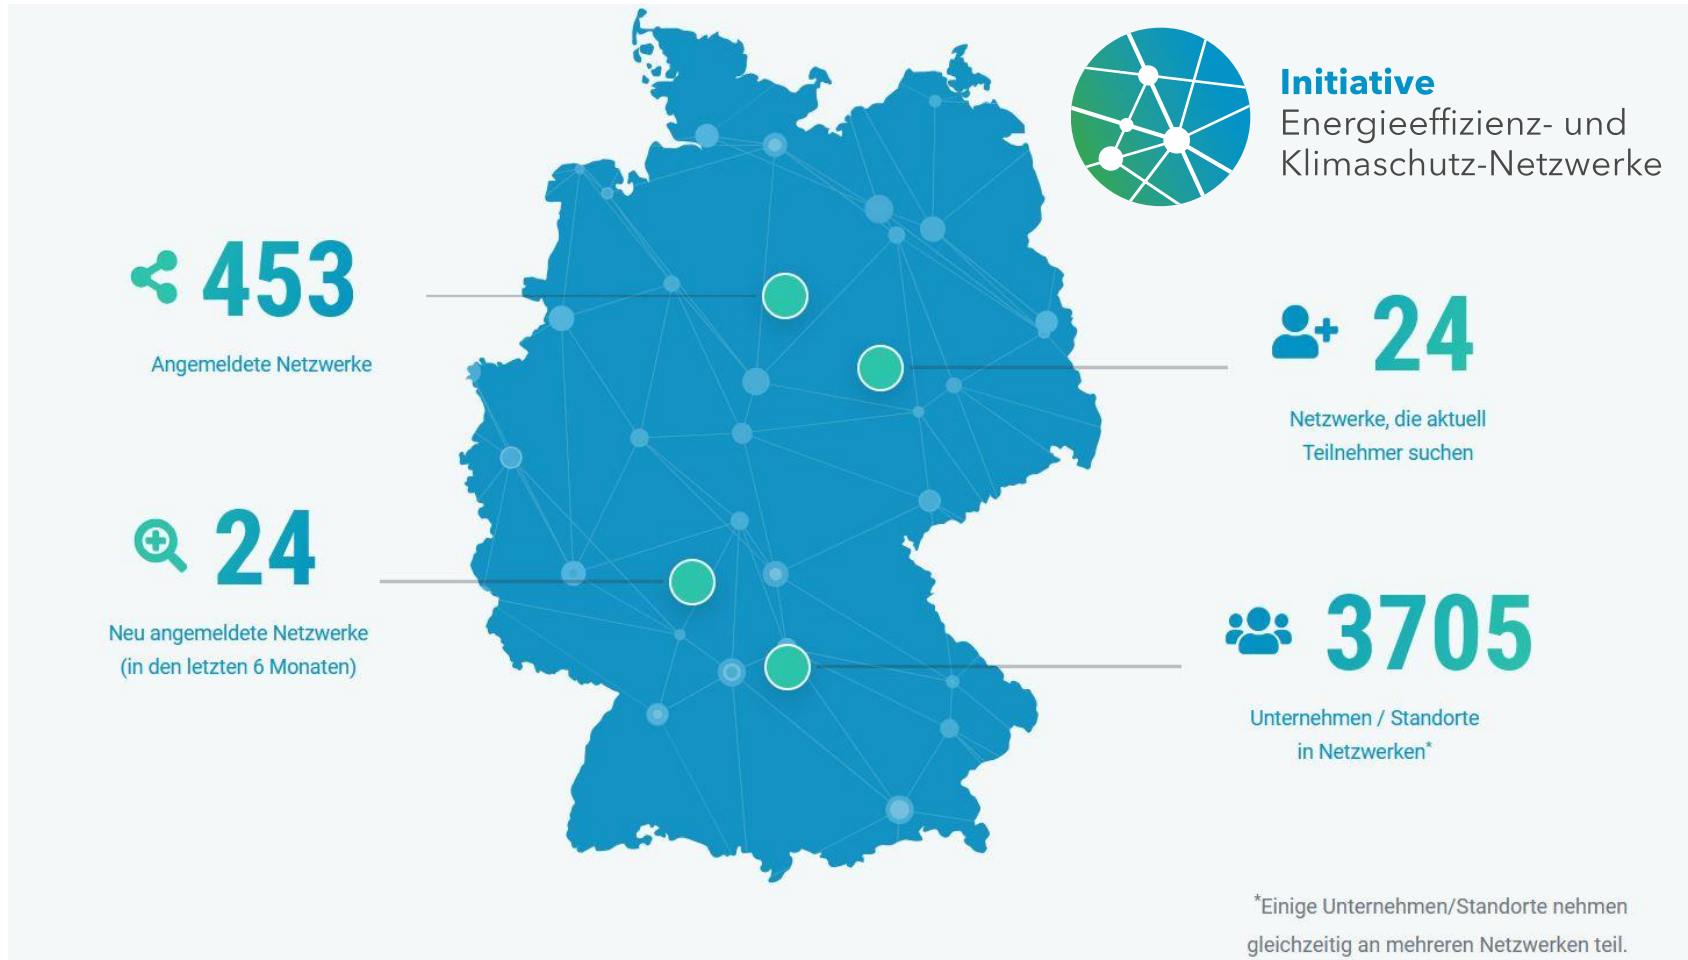 Initiative
Energieeffizienz- und
Klimaschutz-Netzwerke
453
Angemeldete Netzwerke
24
Netzwerke, die aktuell
Teilnehmer suchen
24
Neu angemeldete Netzwerke
(in den letzten 6 Monaten)
3705
Unternehmen / Standorte
in Netzwerken*
*Einige Unternehmen/Standorte nehmen
gleichzeitig an mehreren Netzwerken teil.